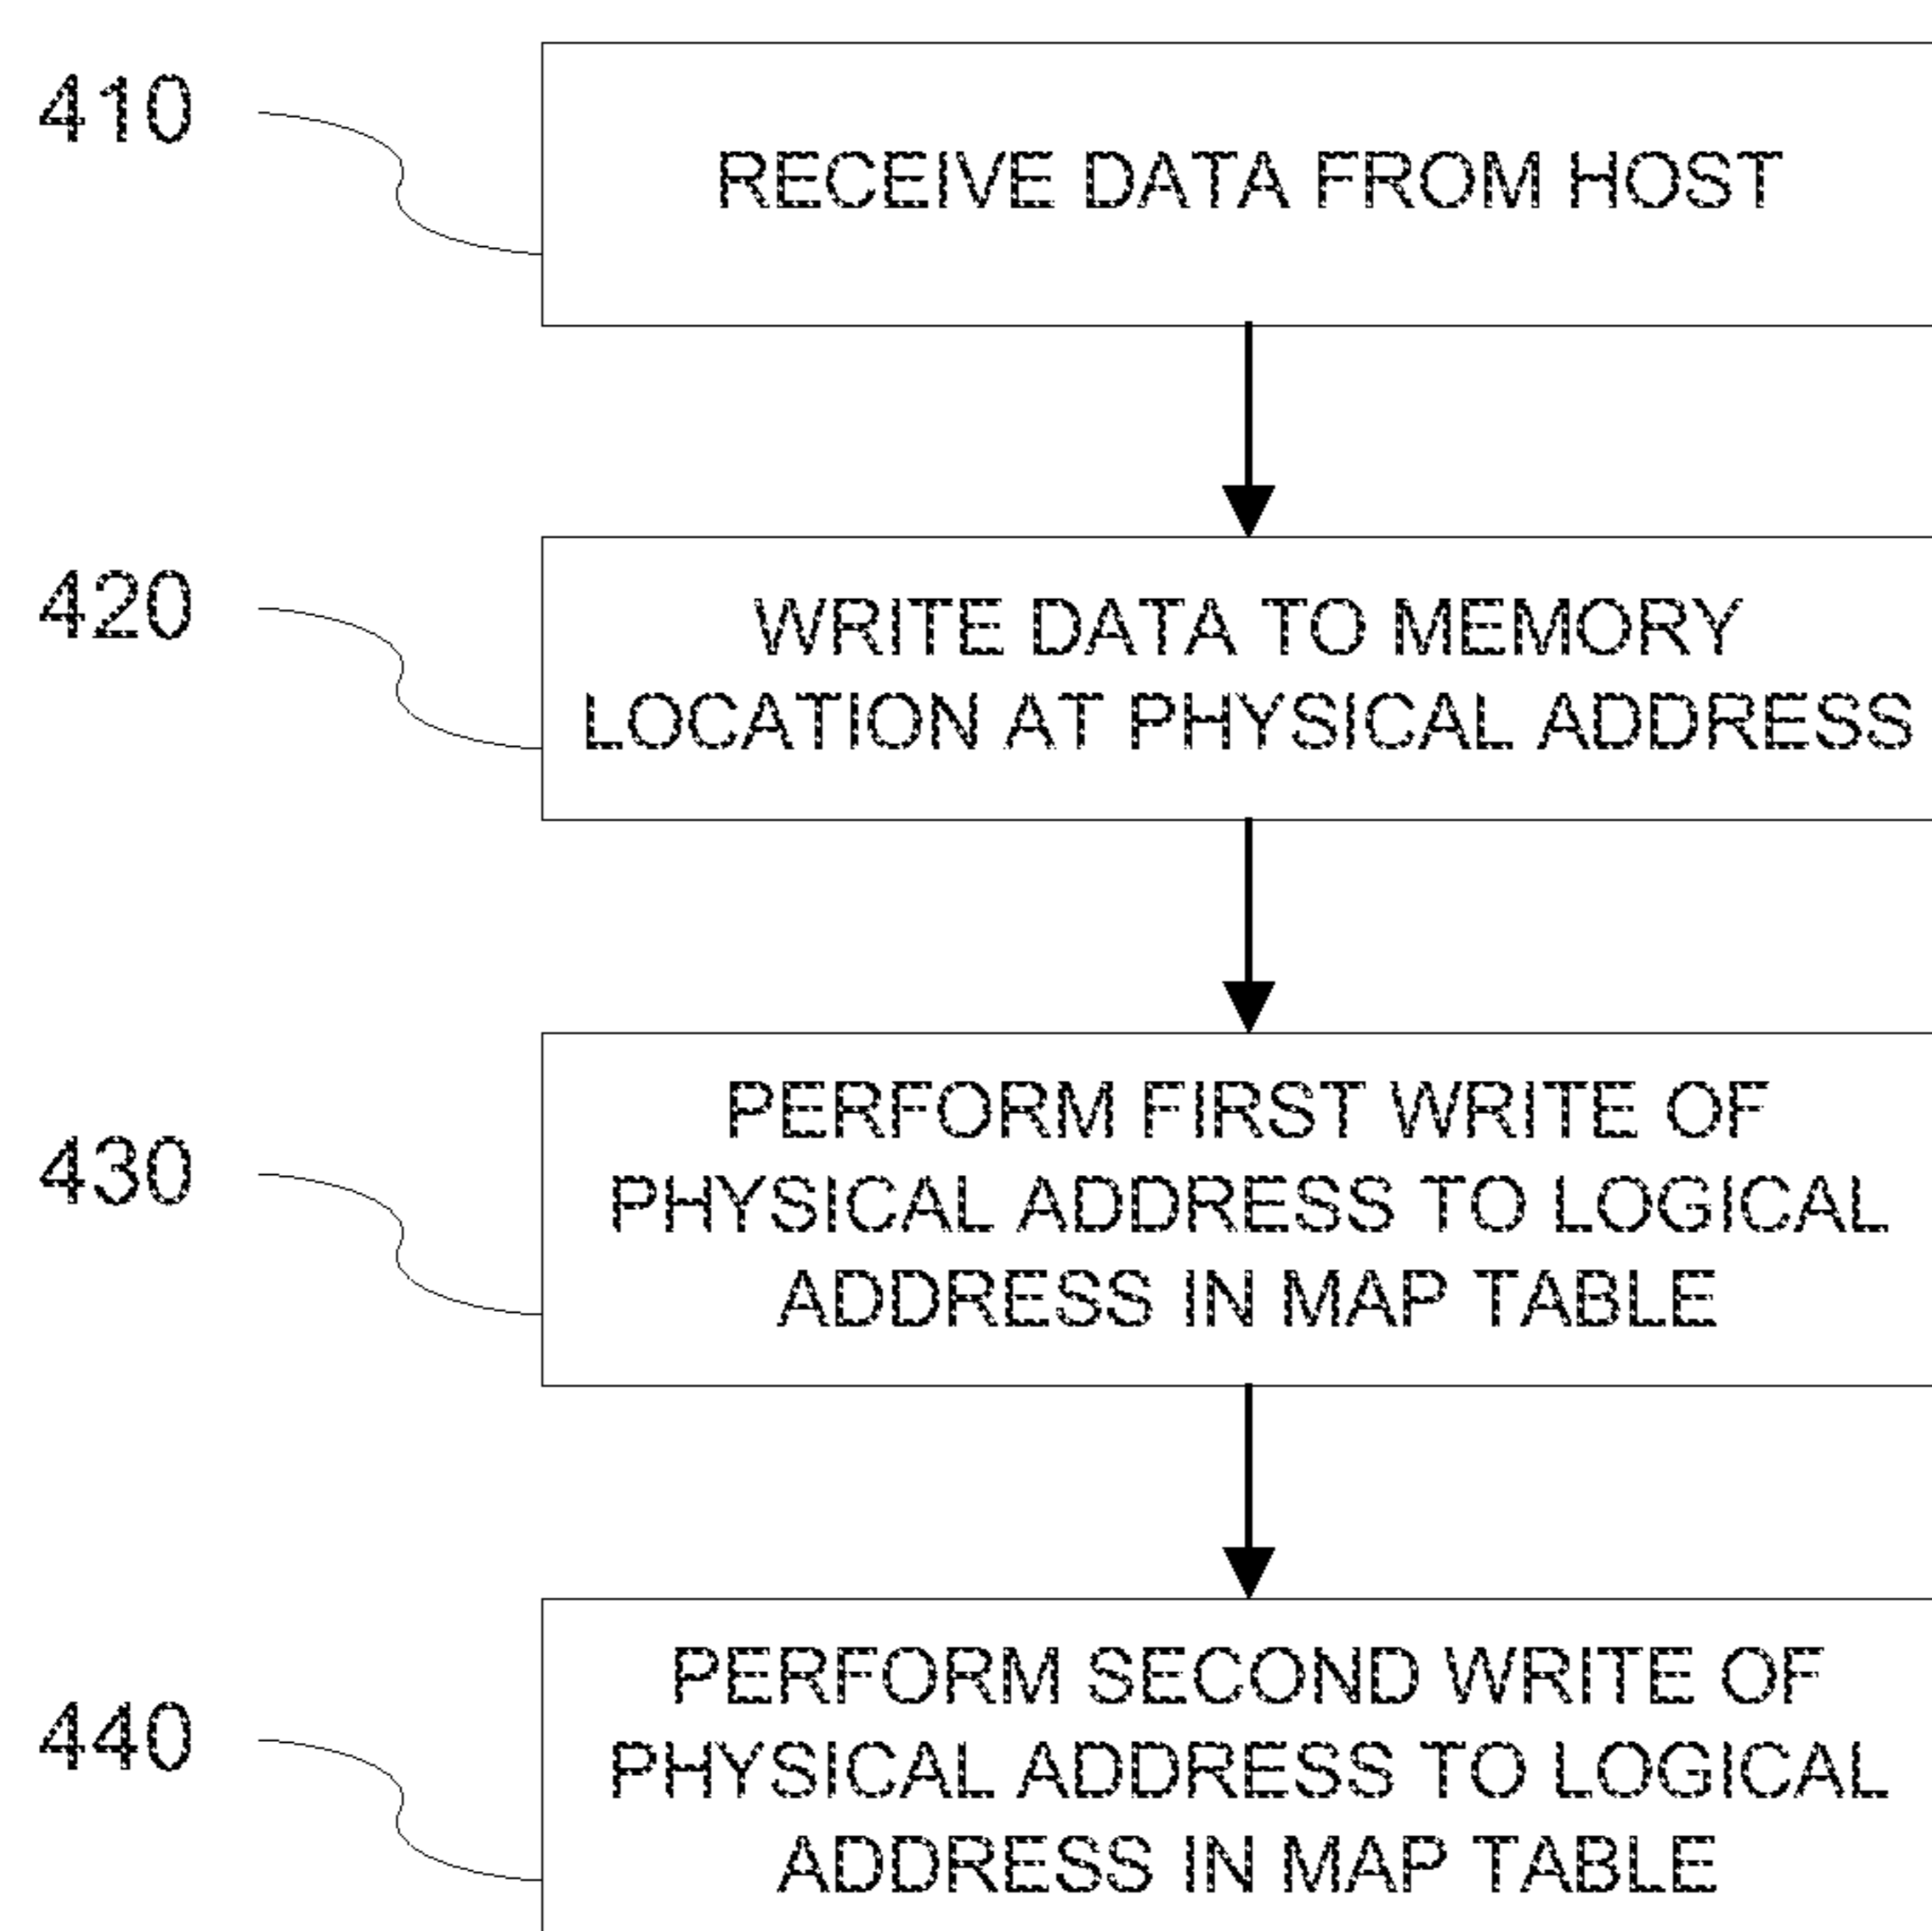 410
RECEIVE DATA FROM HOST
420
WRITE DATA TO MEMORY
LOCATION AT PHYSICAL ADDRESS
430
PERFORM FIRST WRITE OF
PHYSICAL ADDRESS TO LOGICAL
ADDRESS IN MAP TABLE
440
PERFORM SECOND WRITE OF
PHYSICAL ADDRESS TO LOGICAL
ADDRESS IN MAP TABLE